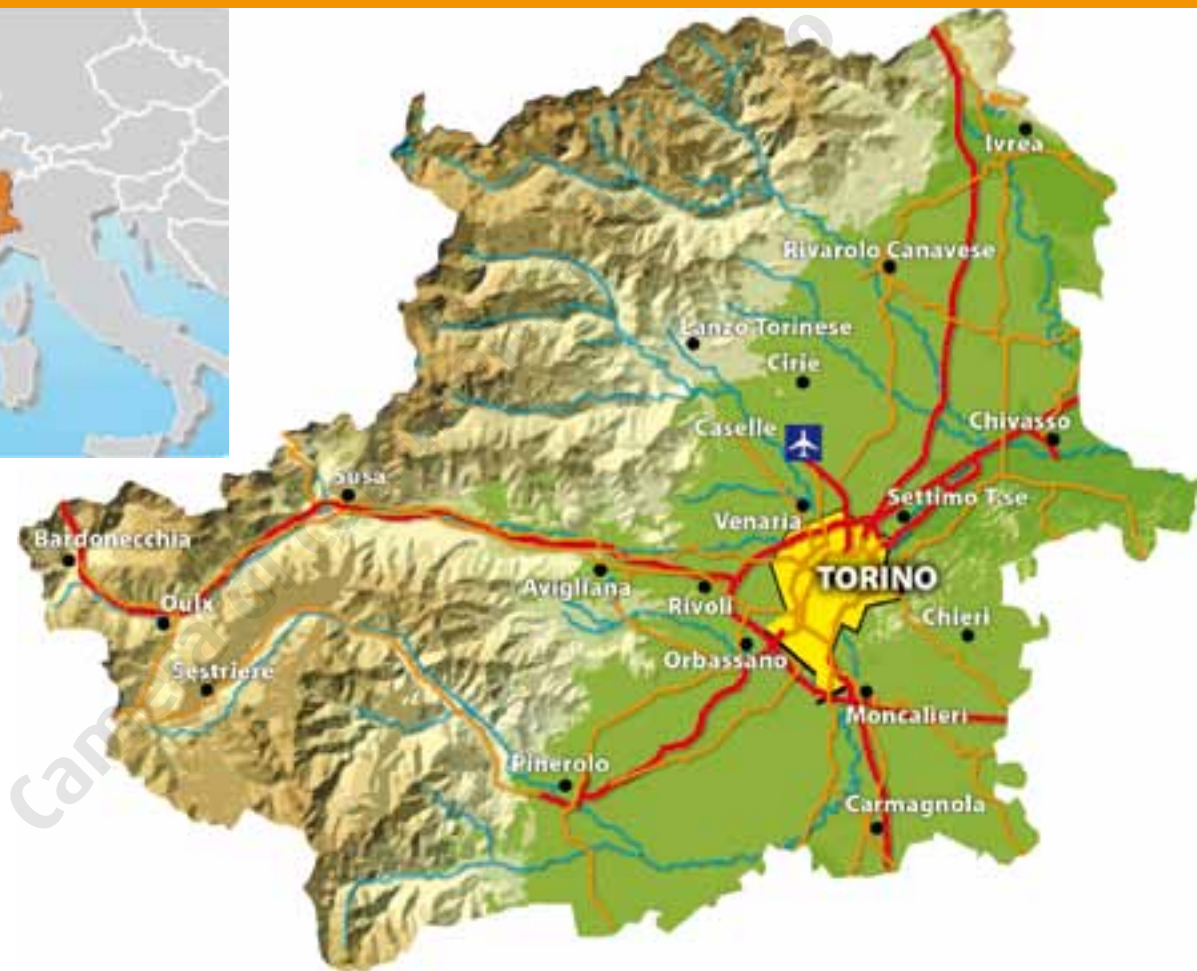 Ivrea
Rivarolo Canavese
Lanzo Torinese
Cirie
Caselle
Chivasso
Susa
Settimo T.se
Venaria
Bardonecchia
TORINO
Avigliana
Rivoli
Oulx
Chieri
Orbassano
Sestriere
Moncalieri
Pinerolo
Carmagnola